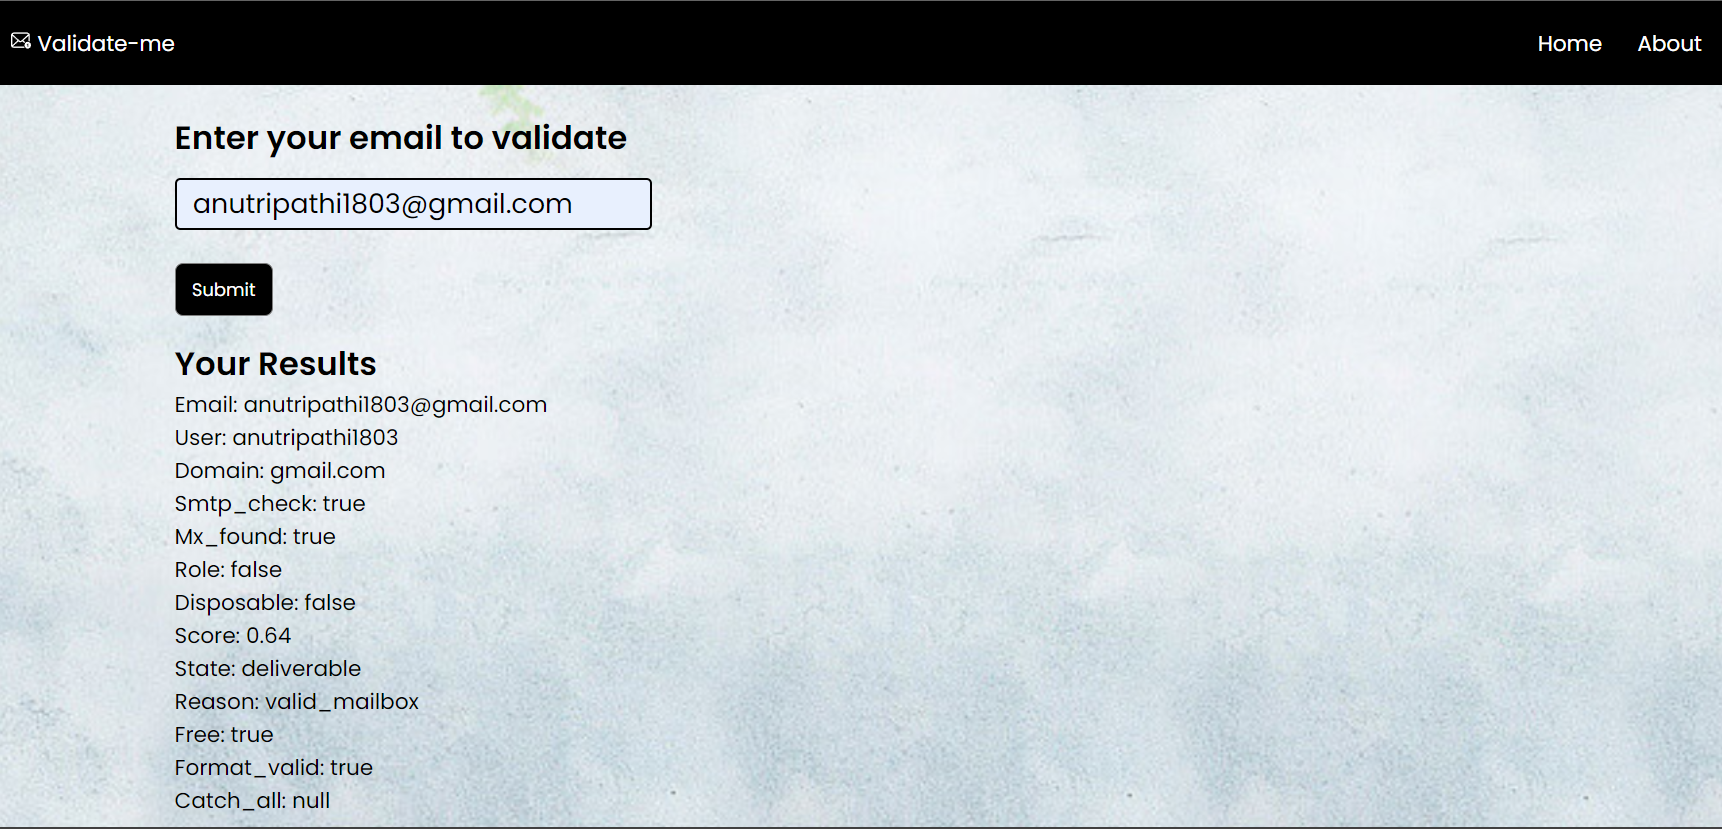 Validate-me
Home About
Enter your email to validate
anutripathi1803@gmail.com
Submit
Your Results
Email: anutripathi1803@gmail.com
User: anutripathi1803
Domain: gmail.com
Smtp_check: true
Mx_found: true
Role: false
Disposable: false
Score: 0.64
State: deliverable
Reason: valid_mailbox
Free: true
Format_valid: true
Catch_all: null